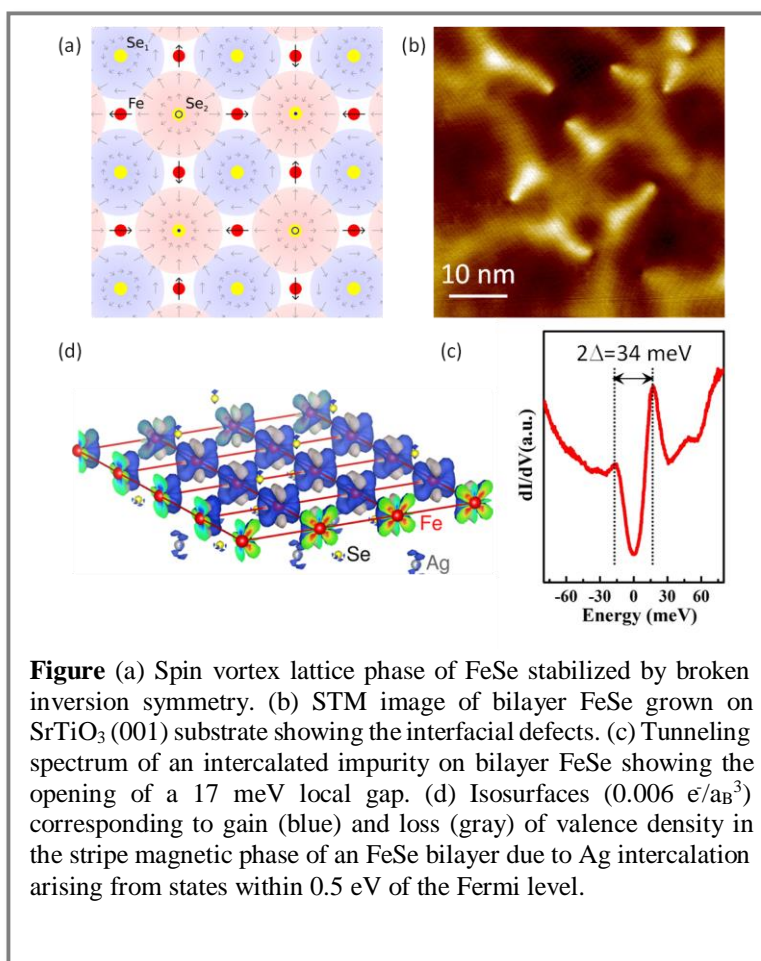 (a)
Se₁
Fe
Se₂
(b)
10 nm
(d)
Fe
Se
Ag
(c)
2Δ=34 meV
dI/dV(a.u.)
-60 -30 0 30 60
Energy (meV)
Figure (a) Spin vortex lattice phase of FeSe stabilized by broken
inversion symmetry. (b) STM image of bilayer FeSe grown on
SrTiO₃ (001) substrate showing the interfacial defects. (c) Tunneling
spectrum of an intercalated impurity on bilayer FeSe showing the
opening of a 17 meV local gap. (d) Isosurfaces (0.006 e⁻/aB³)
corresponding to gain (blue) and loss (gray) of valence density in
the stripe magnetic phase of an FeSe bilayer due to Ag intercalation
arising from states within 0.5 eV of the Fermi level.